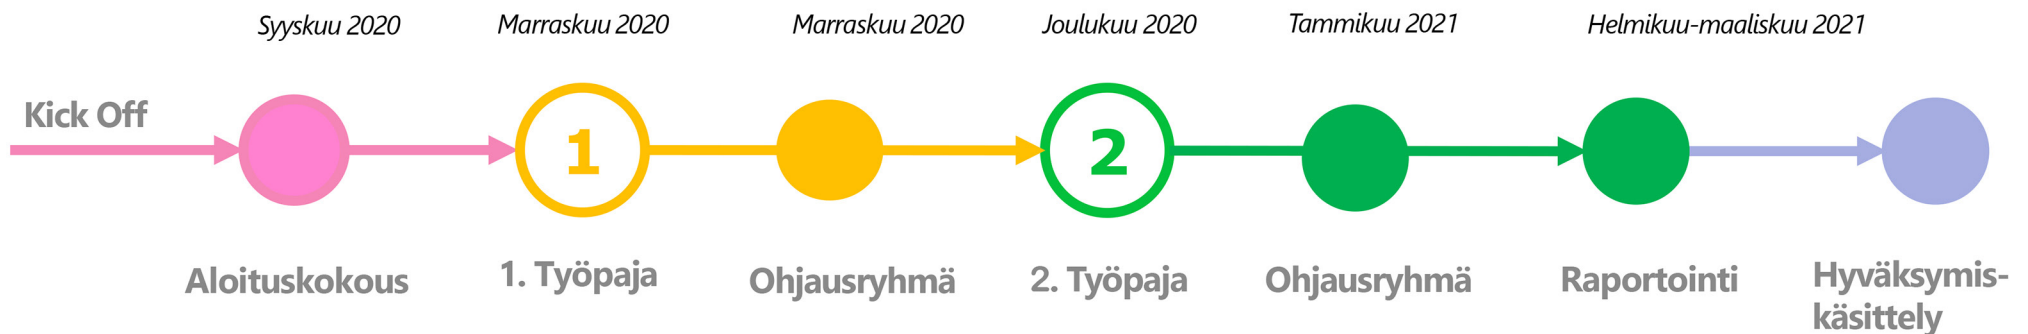 Syyskuu 2020
Marraskuu 2020
Marraskuu 2020
Joulukuu 2020
Tammikuu 2021
Helmikuu-maaliskuu 2021
Kick Off
1
2
Aloituskokous
1. Työpaja
Ohjausryhmä
2. Työpaja
Ohjausryhmä
Raportointi
Hyväksymis-
käsittely